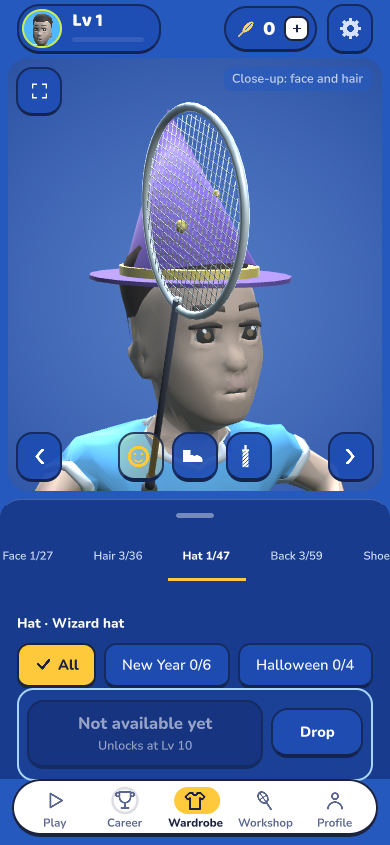 Lv 1
0
+
Close-up: face and hair
Face 1/27
Hair 3/36
Hat 1/47
Back 3/59
Shoe
Hat · Wizard hat
All
New Year 0/6
Halloween 0/4
Not available yet
Unlocks at Lv 10
Drop
Play
Career
Wardrobe
Workshop
Profile